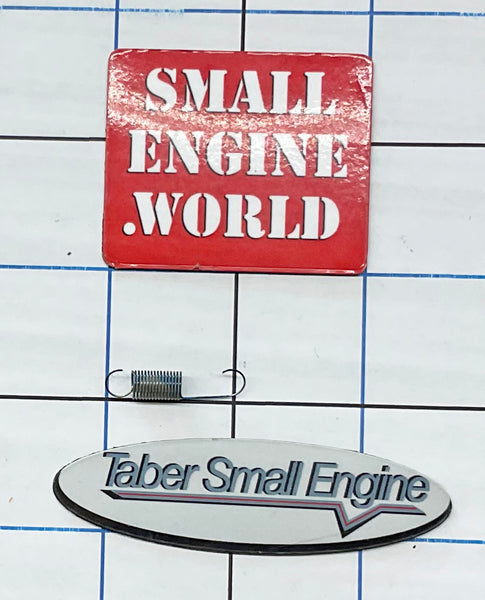 SMALL
ENGINE
.WORLD
Taber Small Engine